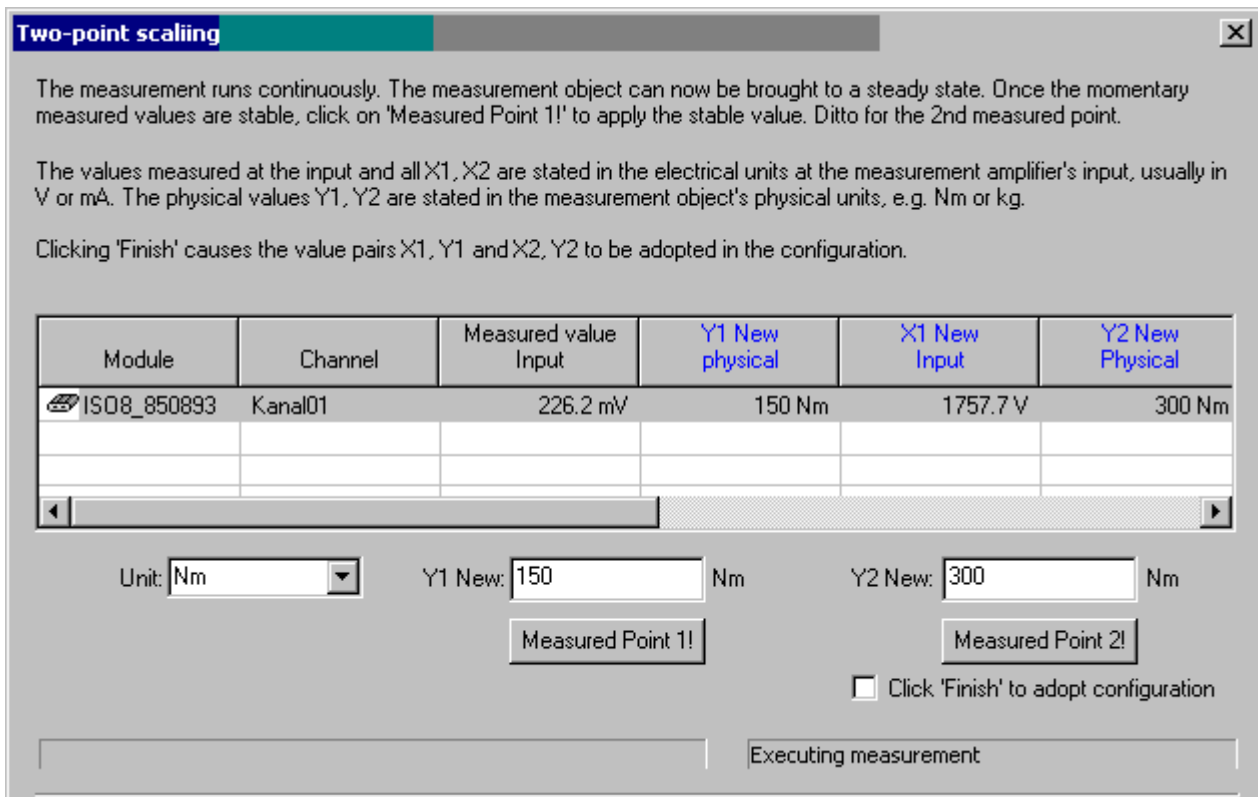 Two-point scaliing
The measurement runs continuously. The measurement object can now be brought to a steady state. Once the momentary
measured values are stable, click on 'Measured Point 1!' to apply the stable value. Ditto for the 2nd measured point.
The values measured at the input and all X1, X2 are stated in the electrical units at the measurement amplifier's input, usually in
V or mA. The physical values Y1, Y2 are stated in the measurement object's physical units, e.g. Nm or kg.
Clicking 'Finish' causes the value pairs X1, Y1 and X2, Y2 to be adopted in the configuration.
Module Channel Measured value Input Y1 New physical X1 New Input Y2 New Physical
ISO8_850893 Kanal01 226.2 mV 150 Nm 1757.7 V 300 Nm
Unit: Nm Y1 New: 150 Nm Y2 New: 300 Nm
Measured Point 1! Measured Point 2!
Click 'Finish' to adopt configuration
Executing measurement